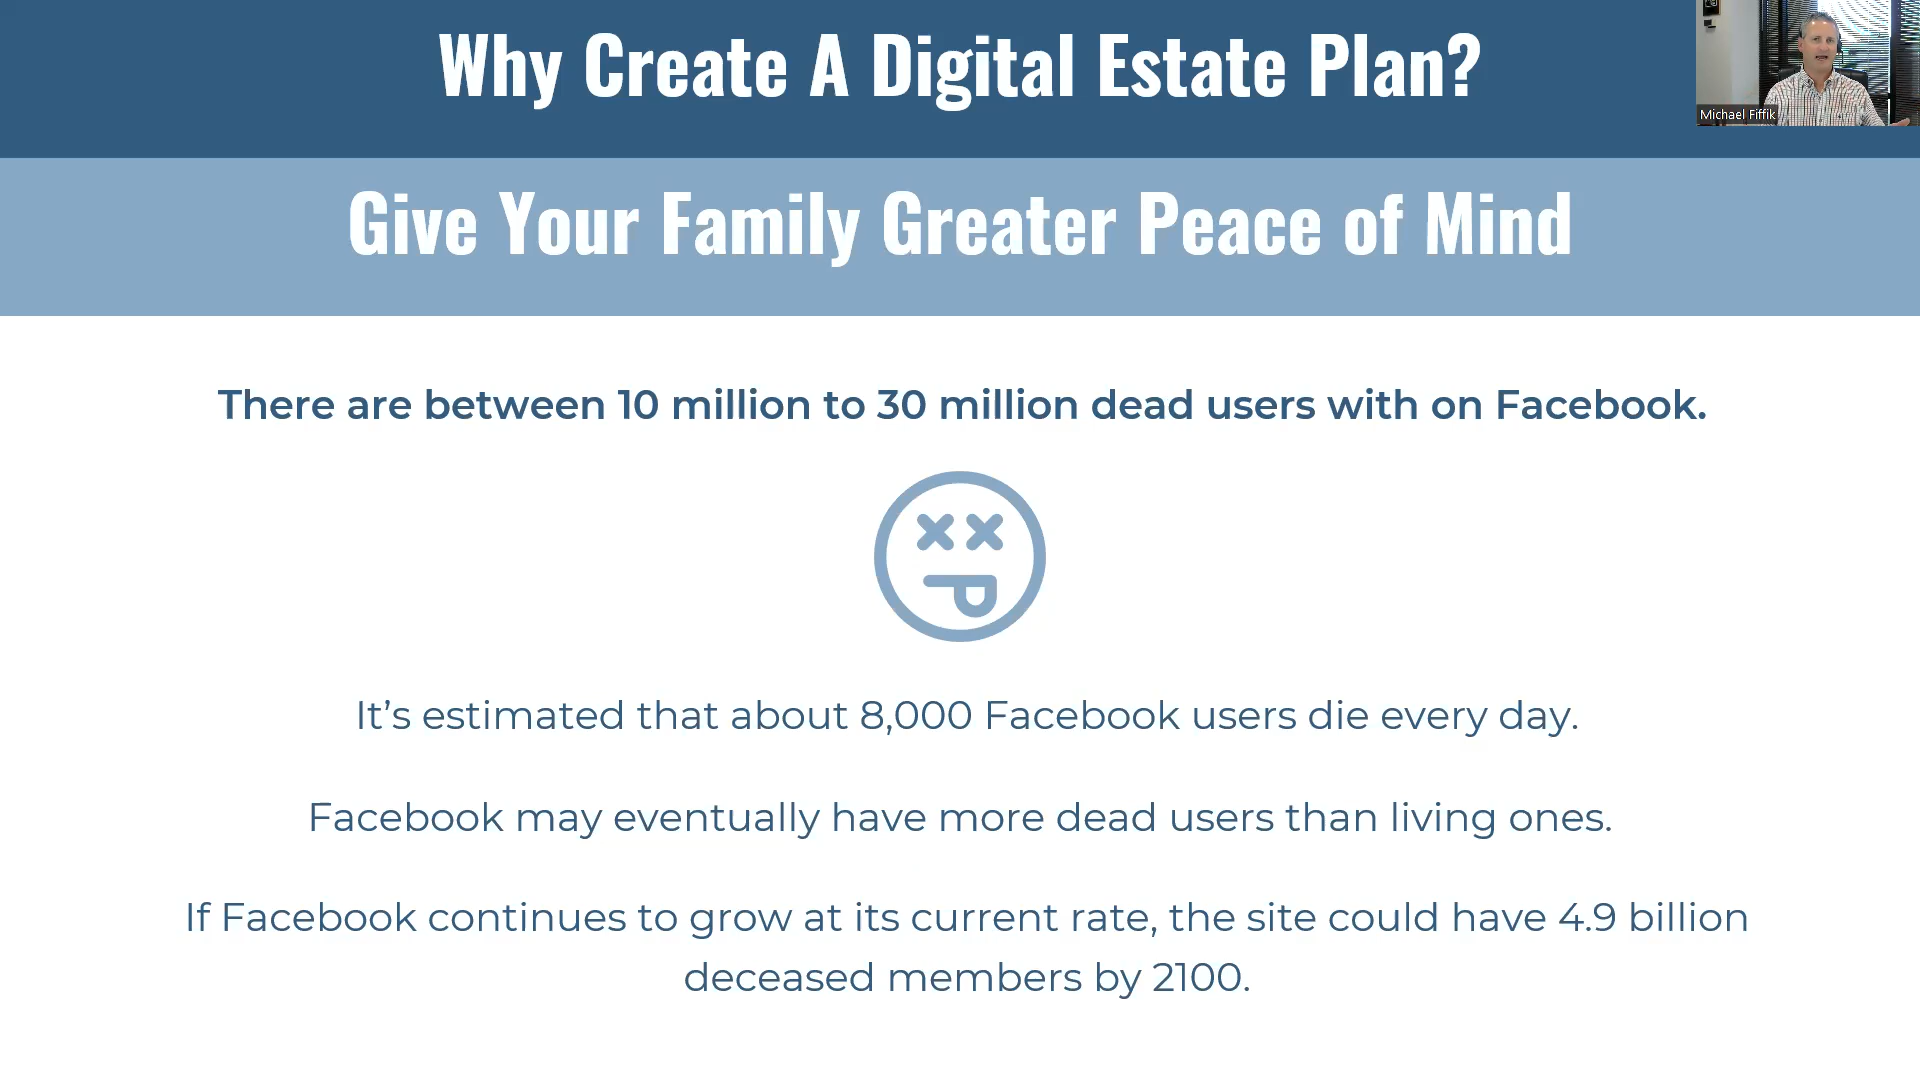 Why Create A Digital Estate Plan?
Michael Fiffik
Give Your Family Greater Peace of Mind
There are between 10 million to 30 million dead users with on Facebook.
It’s estimated that about 8,000 Facebook users die every day.
Facebook may eventually have more dead users than living ones.
If Facebook continues to grow at its current rate, the site could have 4.9 billion
deceased members by 2100.